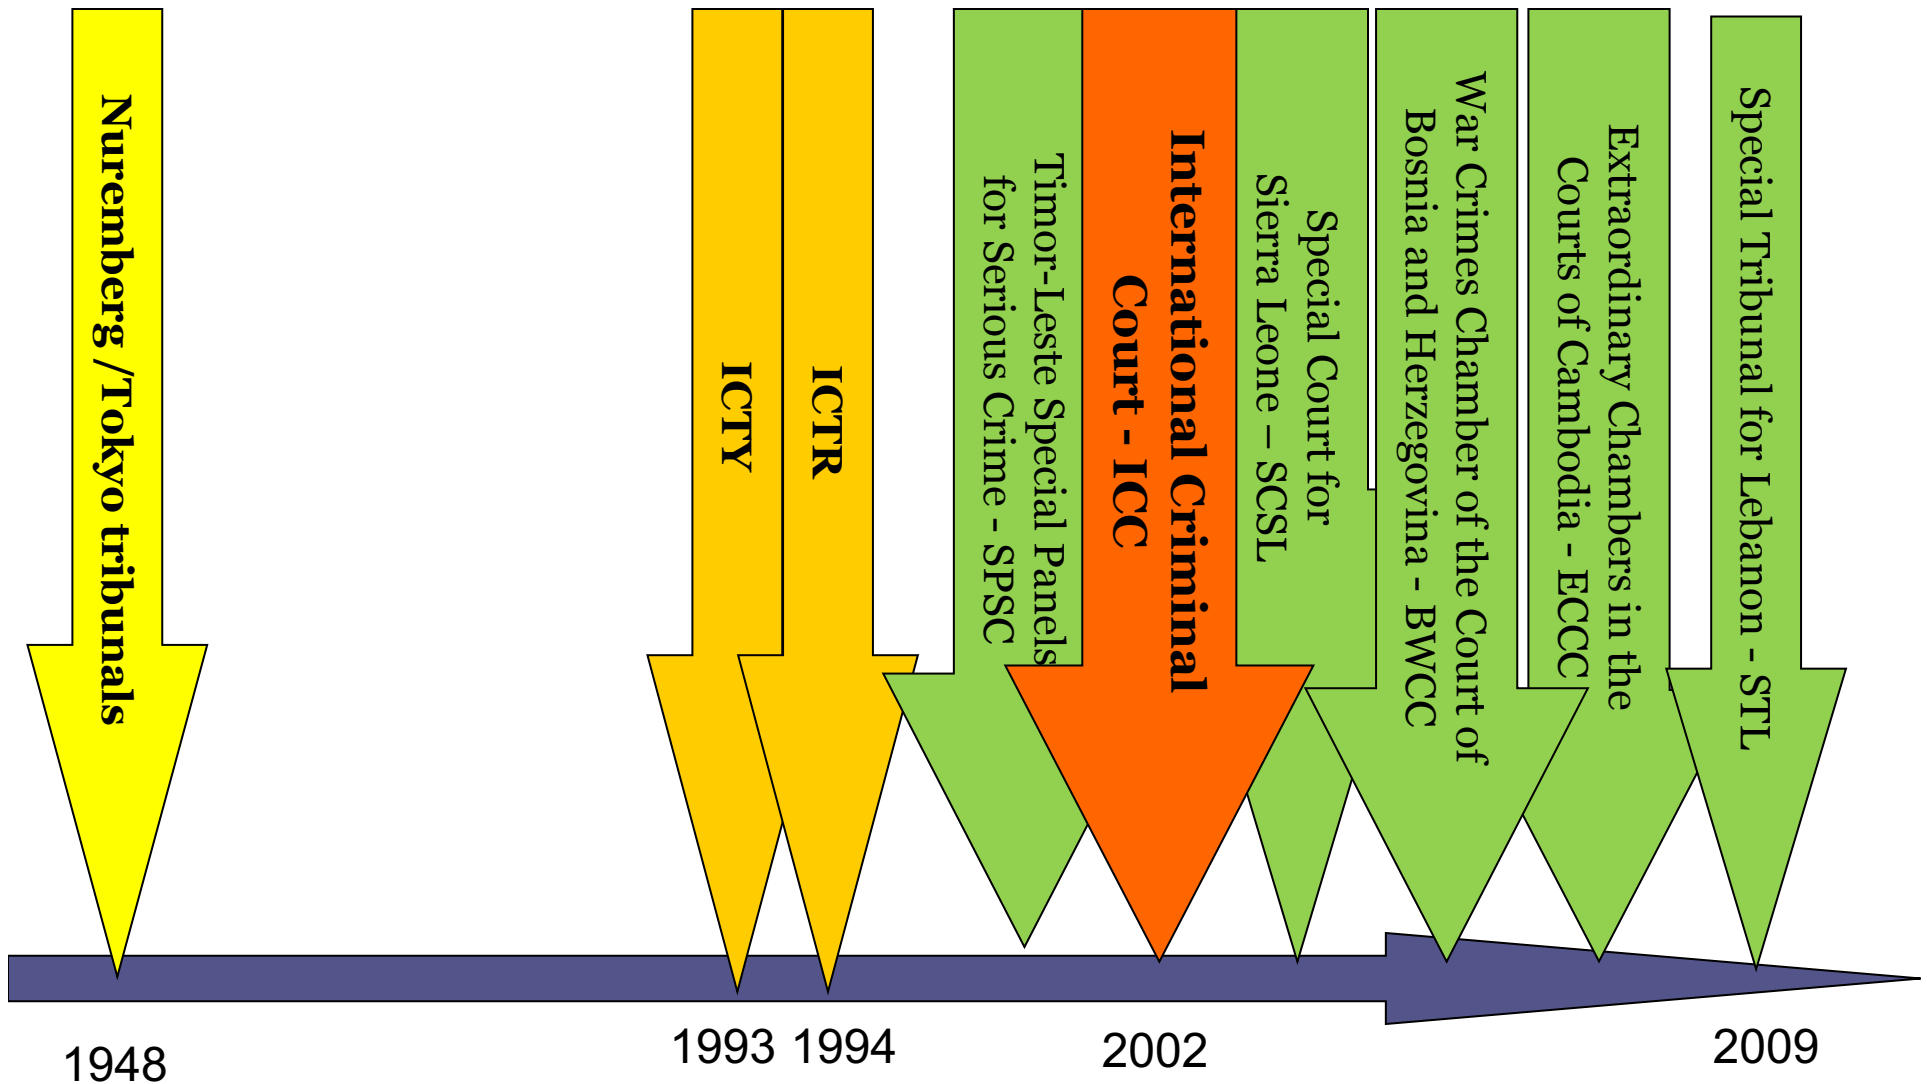 Nuremberg /Tokyo tribunals
ICTY
ICTR
Timor-Leste Special Panels
for Serious Crime - SPSC
International Criminal
Court - ICC
Special Court for
Sierra Leone – SCSL
War Crimes Chamber of the Court of
Bosnia and Herzegovina - BWCC
Extraordinary Chambers in the
Courts of Cambodia - ECCC
Special Tribunal for Lebanon - STL
1948
1993
1994
2002
2009